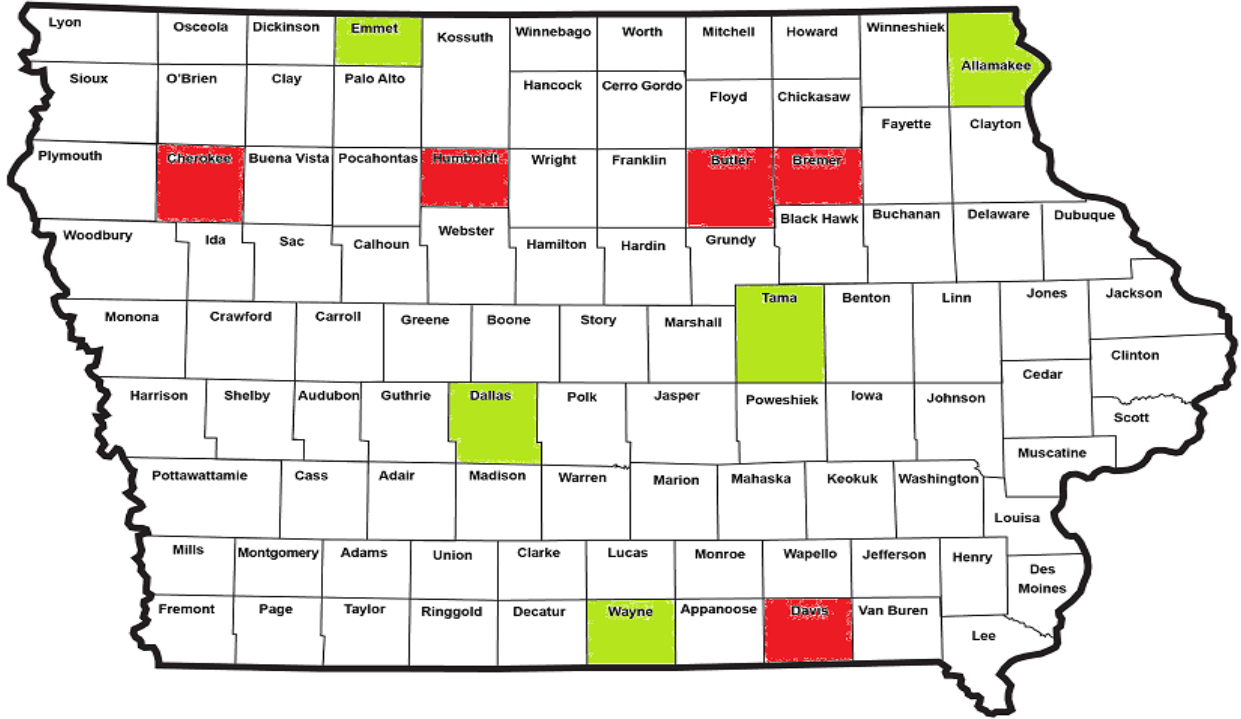 Lyon
Osceola
Dickinson
Emmet
Kossuth
Winnebago
Worth
Mitchell
Howard
Winneshiek
Allamakee
Sioux
O'Brien
Clay
Palo Alto
Hancock
Cerro Gordo
Floyd
Chickasaw
Fayette
Clayton
Plymouth
Cherokee
Buena Vista
Pocahontas
Humboldt
Wright
Franklin
Butler
Bremer
Woodbury
Ida
Sac
Calhoun
Webster
Hamilton
Hardin
Grundy
Black Hawk
Buchanan
Delaware
Dubuque
Monona
Crawford
Carroll
Greene
Boone
Story
Marshall
Tama
Benton
Linn
Jones
Jackson
Clinton
Cedar
Scott
Harrison
Shelby
Audubon
Guthrie
Dallas
Polk
Jasper
Poweshiek
Iowa
Johnson
Muscatine
Pottawattamie
Cass
Adair
Madison
Warren
Marion
Mahaska
Keokuk
Washington
Louisa
Mills
Montgomery
Adams
Union
Clarke
Lucas
Monroe
Wapello
Jefferson
Henry
Des
Moines
Fremont
Page
Taylor
Ringgold
Decatur
Wayne
Appanoose
Davis
Van Buren
Lee